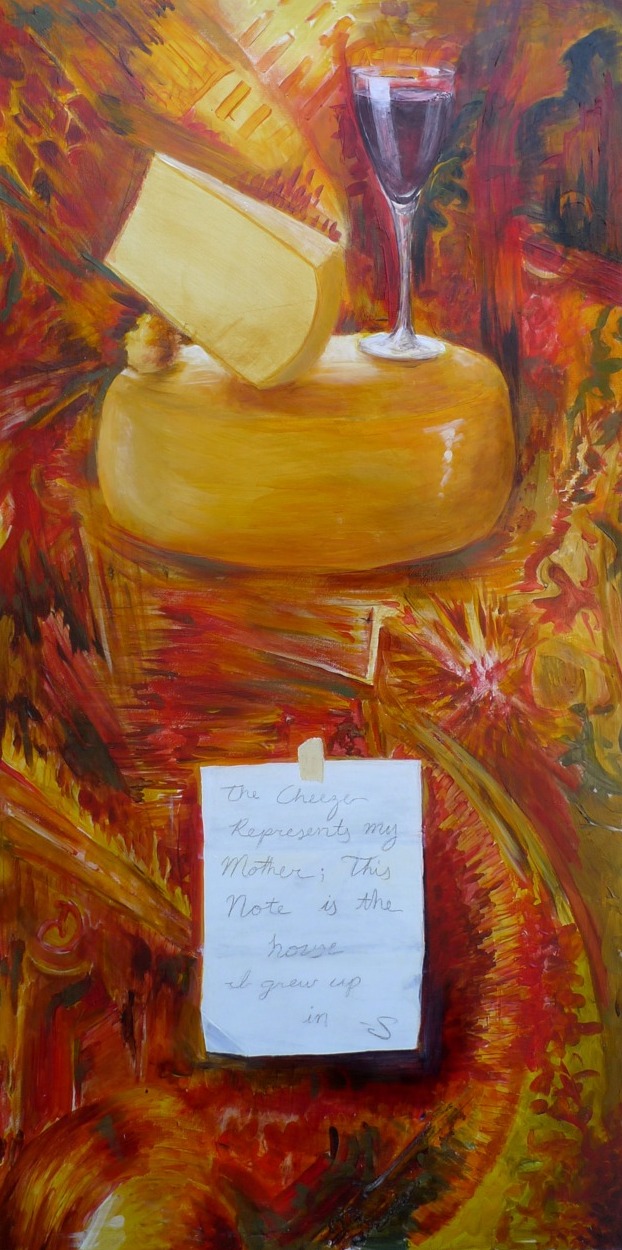 The Cheeze
Represents my
Mother; This
Note is the
house
I grew up
in -S